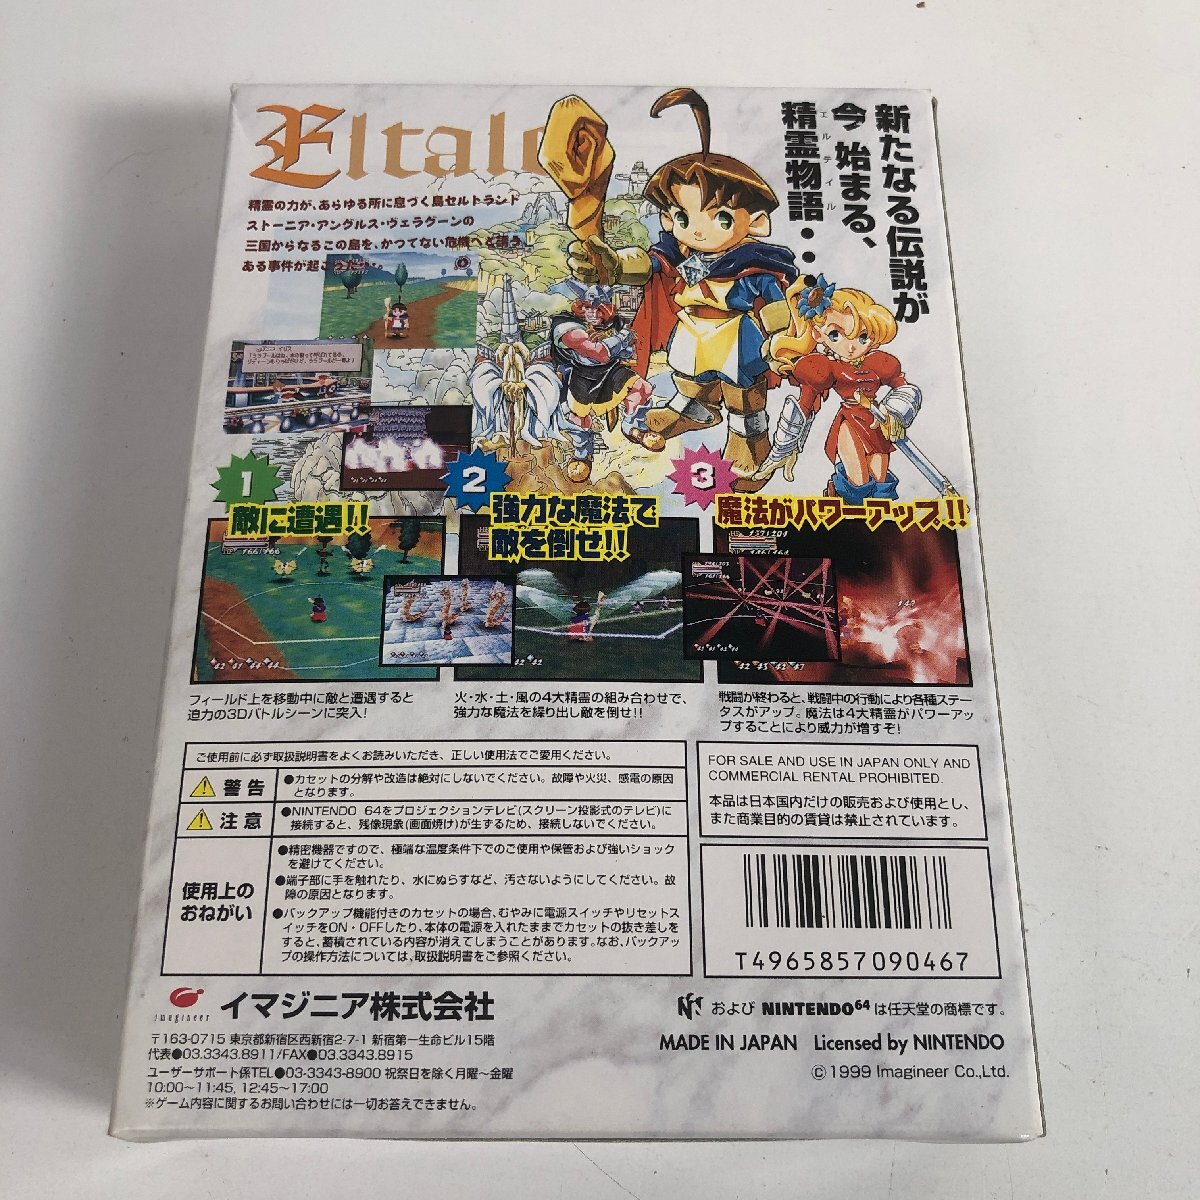 Eltale
新たなる伝説が
今 始まる、
精霊物語・・・
エルテイル
精霊の力が、あらゆる所に息づく島セルトランド
ストーニア・アングルス・ヴェラグーンの
三国からなるこの島を、かつてない危機へと誘う
ある事件が起こ
1
敵に遭遇!!
2
強力な魔法で
敵を倒せ!!
3
魔法がパワーアップ!!
フィールド上を移動中に敵と遭遇すると
迫力の3Dバトルシーンに突入!
火・水・土・風の4大精霊の組み合わせで、
強力な魔法を繰り出し敵を倒せ!!
戦闘が終わると、戦闘中の行動により各種ステー
タスがアップ。魔法は4大精霊がパワーアッ
プすることにより威力が増すぞ!
ご使用前に必ず取扱説明書をよくお読みいただき、正しい使用法でご愛用ください。
警告
●カセットの分解や改造は絶対にしないでください。故障や火災、感電の原因
となります。
注意
●NINTENDO 64をプロジェクションテレビ(スクリーン投影式のテレビ)に
接続すると、残像現象(画面焼け)が生ずるため、接続しないでください。
使用上の
おねがい
●精密機器ですので、極端な温度条件下でのご使用や保管および強いショック
を避けてください。
●端子部に手を触れたり、水にぬらすなど、汚さないようにしてください。故
障の原因となります。
●バックアップ機能付きのカセットの場合、むやみに電源スイッチやリセットス
イッチをON・OFFしたり、本体の電源を入れたままでカセットの抜き差しを
すると、蓄積されている内容が消えてしまうことがあります。なお、バックアッ
プの操作方法については、取扱説明書をご参照ください。
FOR SALE AND USE IN JAPAN ONLY AND
COMMERCIAL RENTAL PROHIBITED.
本品は日本国内だけの販売および使用とし、
また商業目的の賃貸は禁止されています。
T4965857090467
imagineer
イマジニア株式会社
〒163-0715 東京都新宿区西新宿2-7-1 新宿第一生命ビル15階
代表●03.3343.8911/FAX●03.3343.8915
ユーザーサポート係TEL●03-3343-8900 祝祭日を除く月曜〜金曜
10:00〜11:45, 12:45〜17:00
※ゲーム内容に関するお問い合わせには一切お答えできません。
および NINTENDO64 は任天堂の商標です。
MADE IN JAPAN Licensed by NINTENDO
© 1999 Imagineer Co.,Ltd.